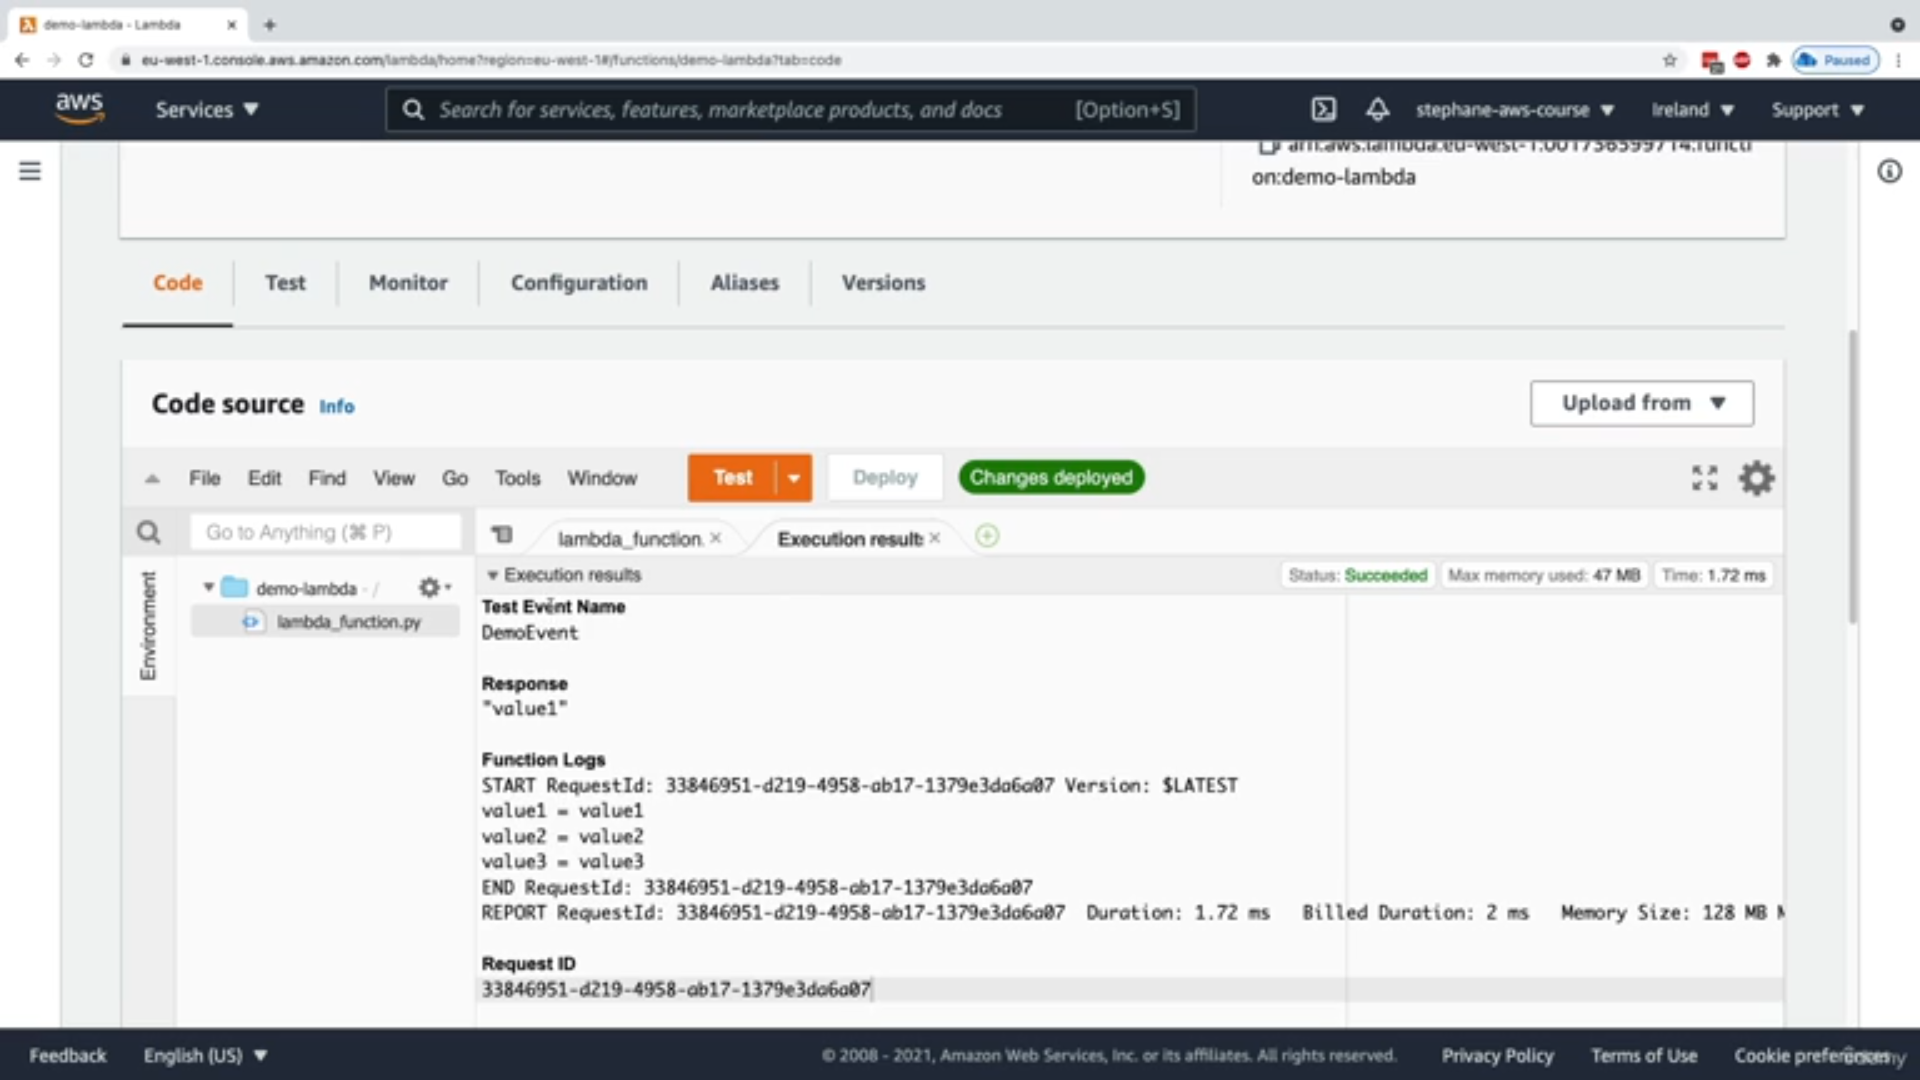 demo-lambda - Lambda
eu-west-1.console.aws.amazon.com/lambda/home?region=eu-west-1#/functions/demo-lambda?tab=code
Paused
aws
Services
Search for services, features, marketplace products, and docs
[Option+S]
stephane-aws-course
Ireland
Support
on:demo-lambda
Code
Test
Monitor
Configuration
Aliases
Versions
Code source
Info
Upload from
File
Edit
Find
View
Go
Tools
Window
Test
Deploy
Changes deployed
Go to Anything (⌘ P)
lambda_function.
Execution results
Environment
demo-lambda - /
lambda_function.py
Execution results
Status: Succeeded
Max memory used: 47 MB
Time: 1.72 ms
Test Event Name
DemoEvent
Response
"value1"
Function Logs
START RequestId: 33846951-d219-4958-ab17-1379e3da6a07 Version: $LATEST
value1 = value1
value2 = value2
value3 = value3
END RequestId: 33846951-d219-4958-ab17-1379e3da6a07
REPORT RequestId: 33846951-d219-4958-ab17-1379e3da6a07 Duration: 1.72 ms Billed Duration: 2 ms Memory Size: 128 MB M
Request ID
33846951-d219-4958-ab17-1379e3da6a07
Feedback
English (US)
© 2008 - 2021, Amazon Web Services, Inc. or its affiliates. All rights reserved.
Privacy Policy
Terms of Use
Cookie preferences